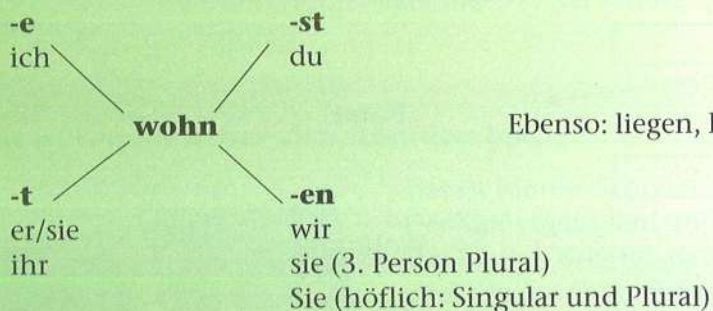 -e -st
ich du
wohn Ebenso: liegen,
-t -en
er/sie wir
ihr sie (3. Person Plural)
Sie (höflich: Singular und Plural)